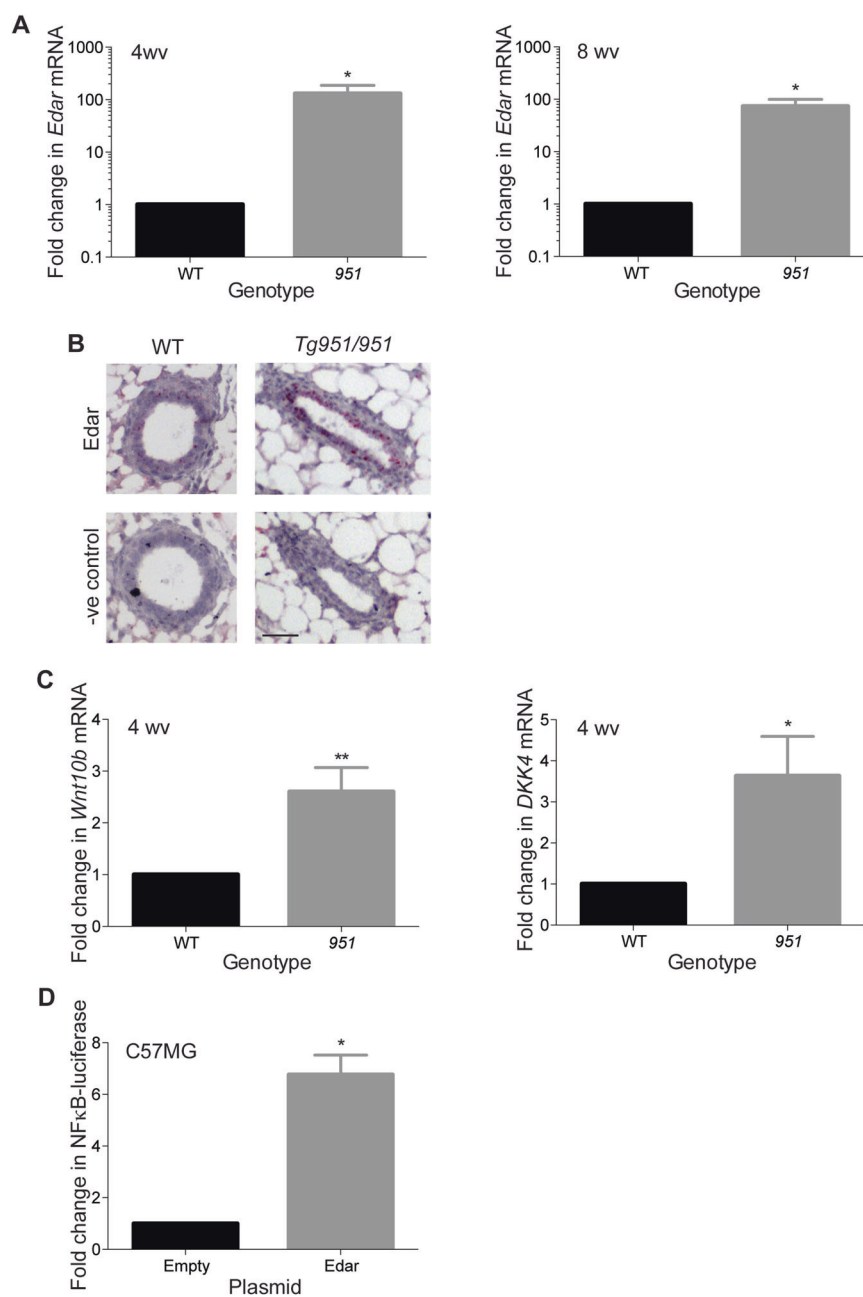 A
4wv
Fold change in Edar mRNA
1000
100
10
1
0.1
*
WT
951
Genotype
8 wv
Fold change in Edar mRNA
1000
100
10
1
0.1
*
WT
951
Genotype
B
WT
Tg951/951
Edar
-ve control
C
4 wv
Fold change in Wnt10b mRNA
4
3
2
1
0
**
WT
951
Genotype
4 wv
Fold change in DKK4 mRNA
5
4
3
2
1
0
*
WT
951
Genotype
D
C57MG
Fold change in NFκB-luciferase
8
6
4
2
0
*
Empty
Edar
Plasmid